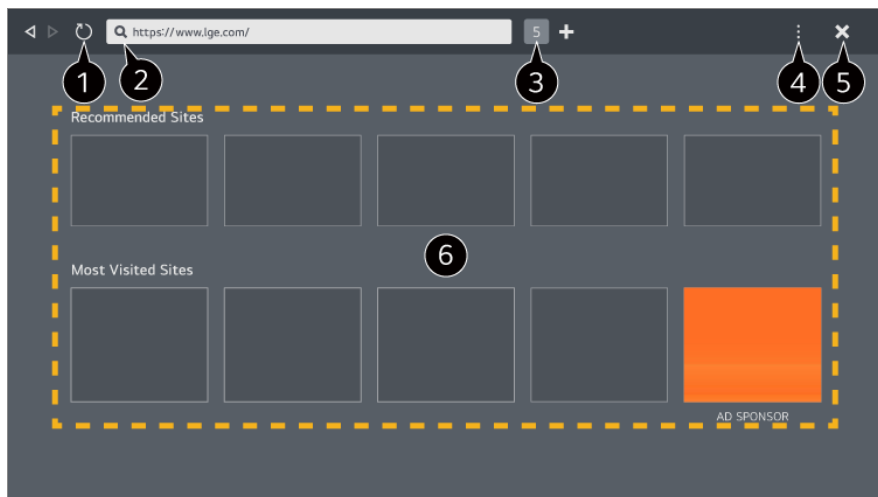 https://www.lge.com/ 5
1 2 3 4 5
Recommended Sites
6
Most Visited Sites
AD SPONSOR